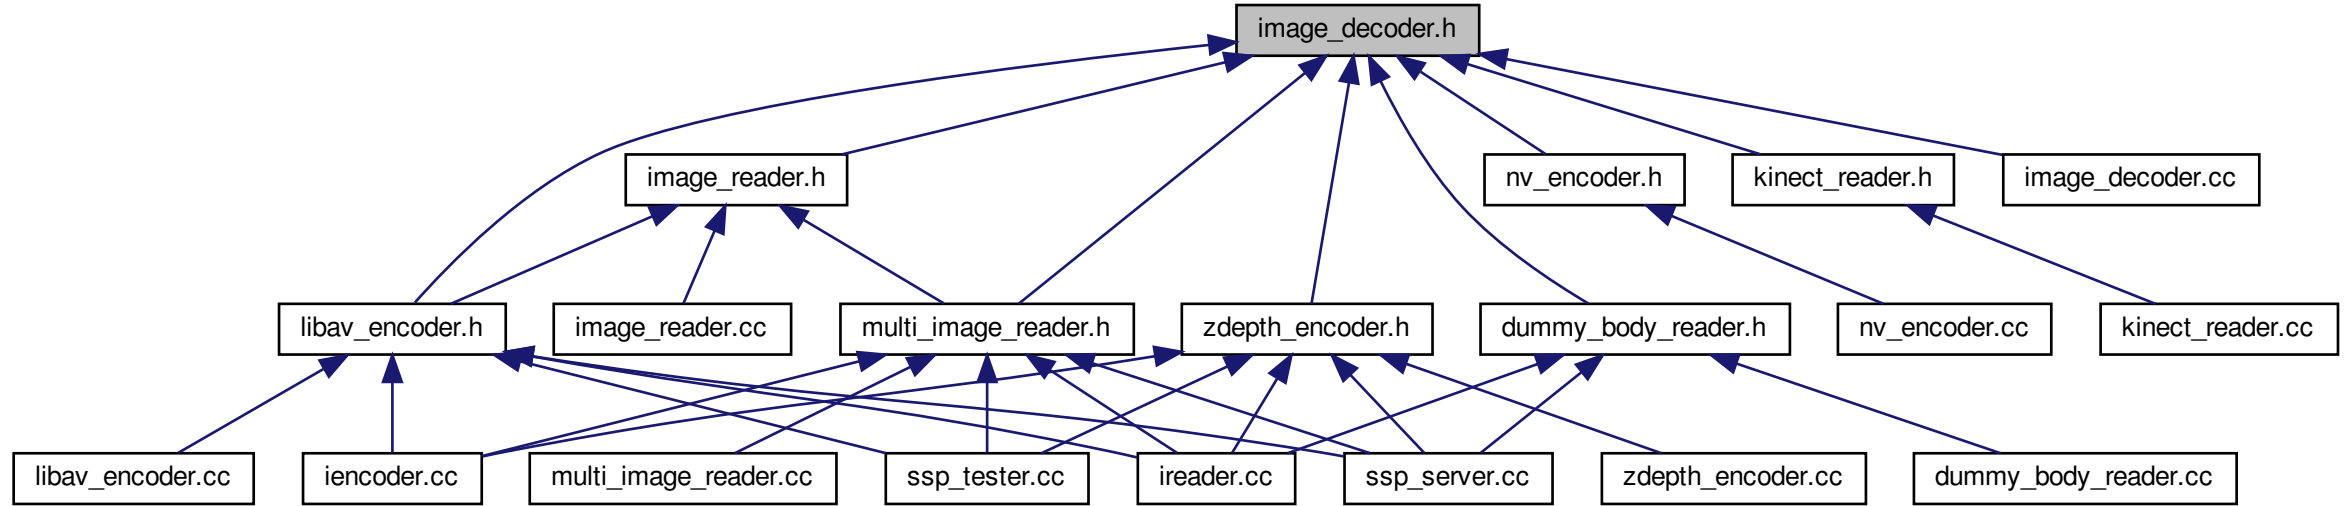 image_decoder.h
image_reader.h
nv_encoder.h
kinect_reader.h
image_decoder.cc
libav_encoder.h
image_reader.cc
multi_image_reader.h
zdepth_encoder.h
dummy_body_reader.h
nv_encoder.cc
kinect_reader.cc
libav_encoder.cc
iencoder.cc
multi_image_reader.cc
ssp_tester.cc
ireader.cc
ssp_server.cc
zdepth_encoder.cc
dummy_body_reader.cc